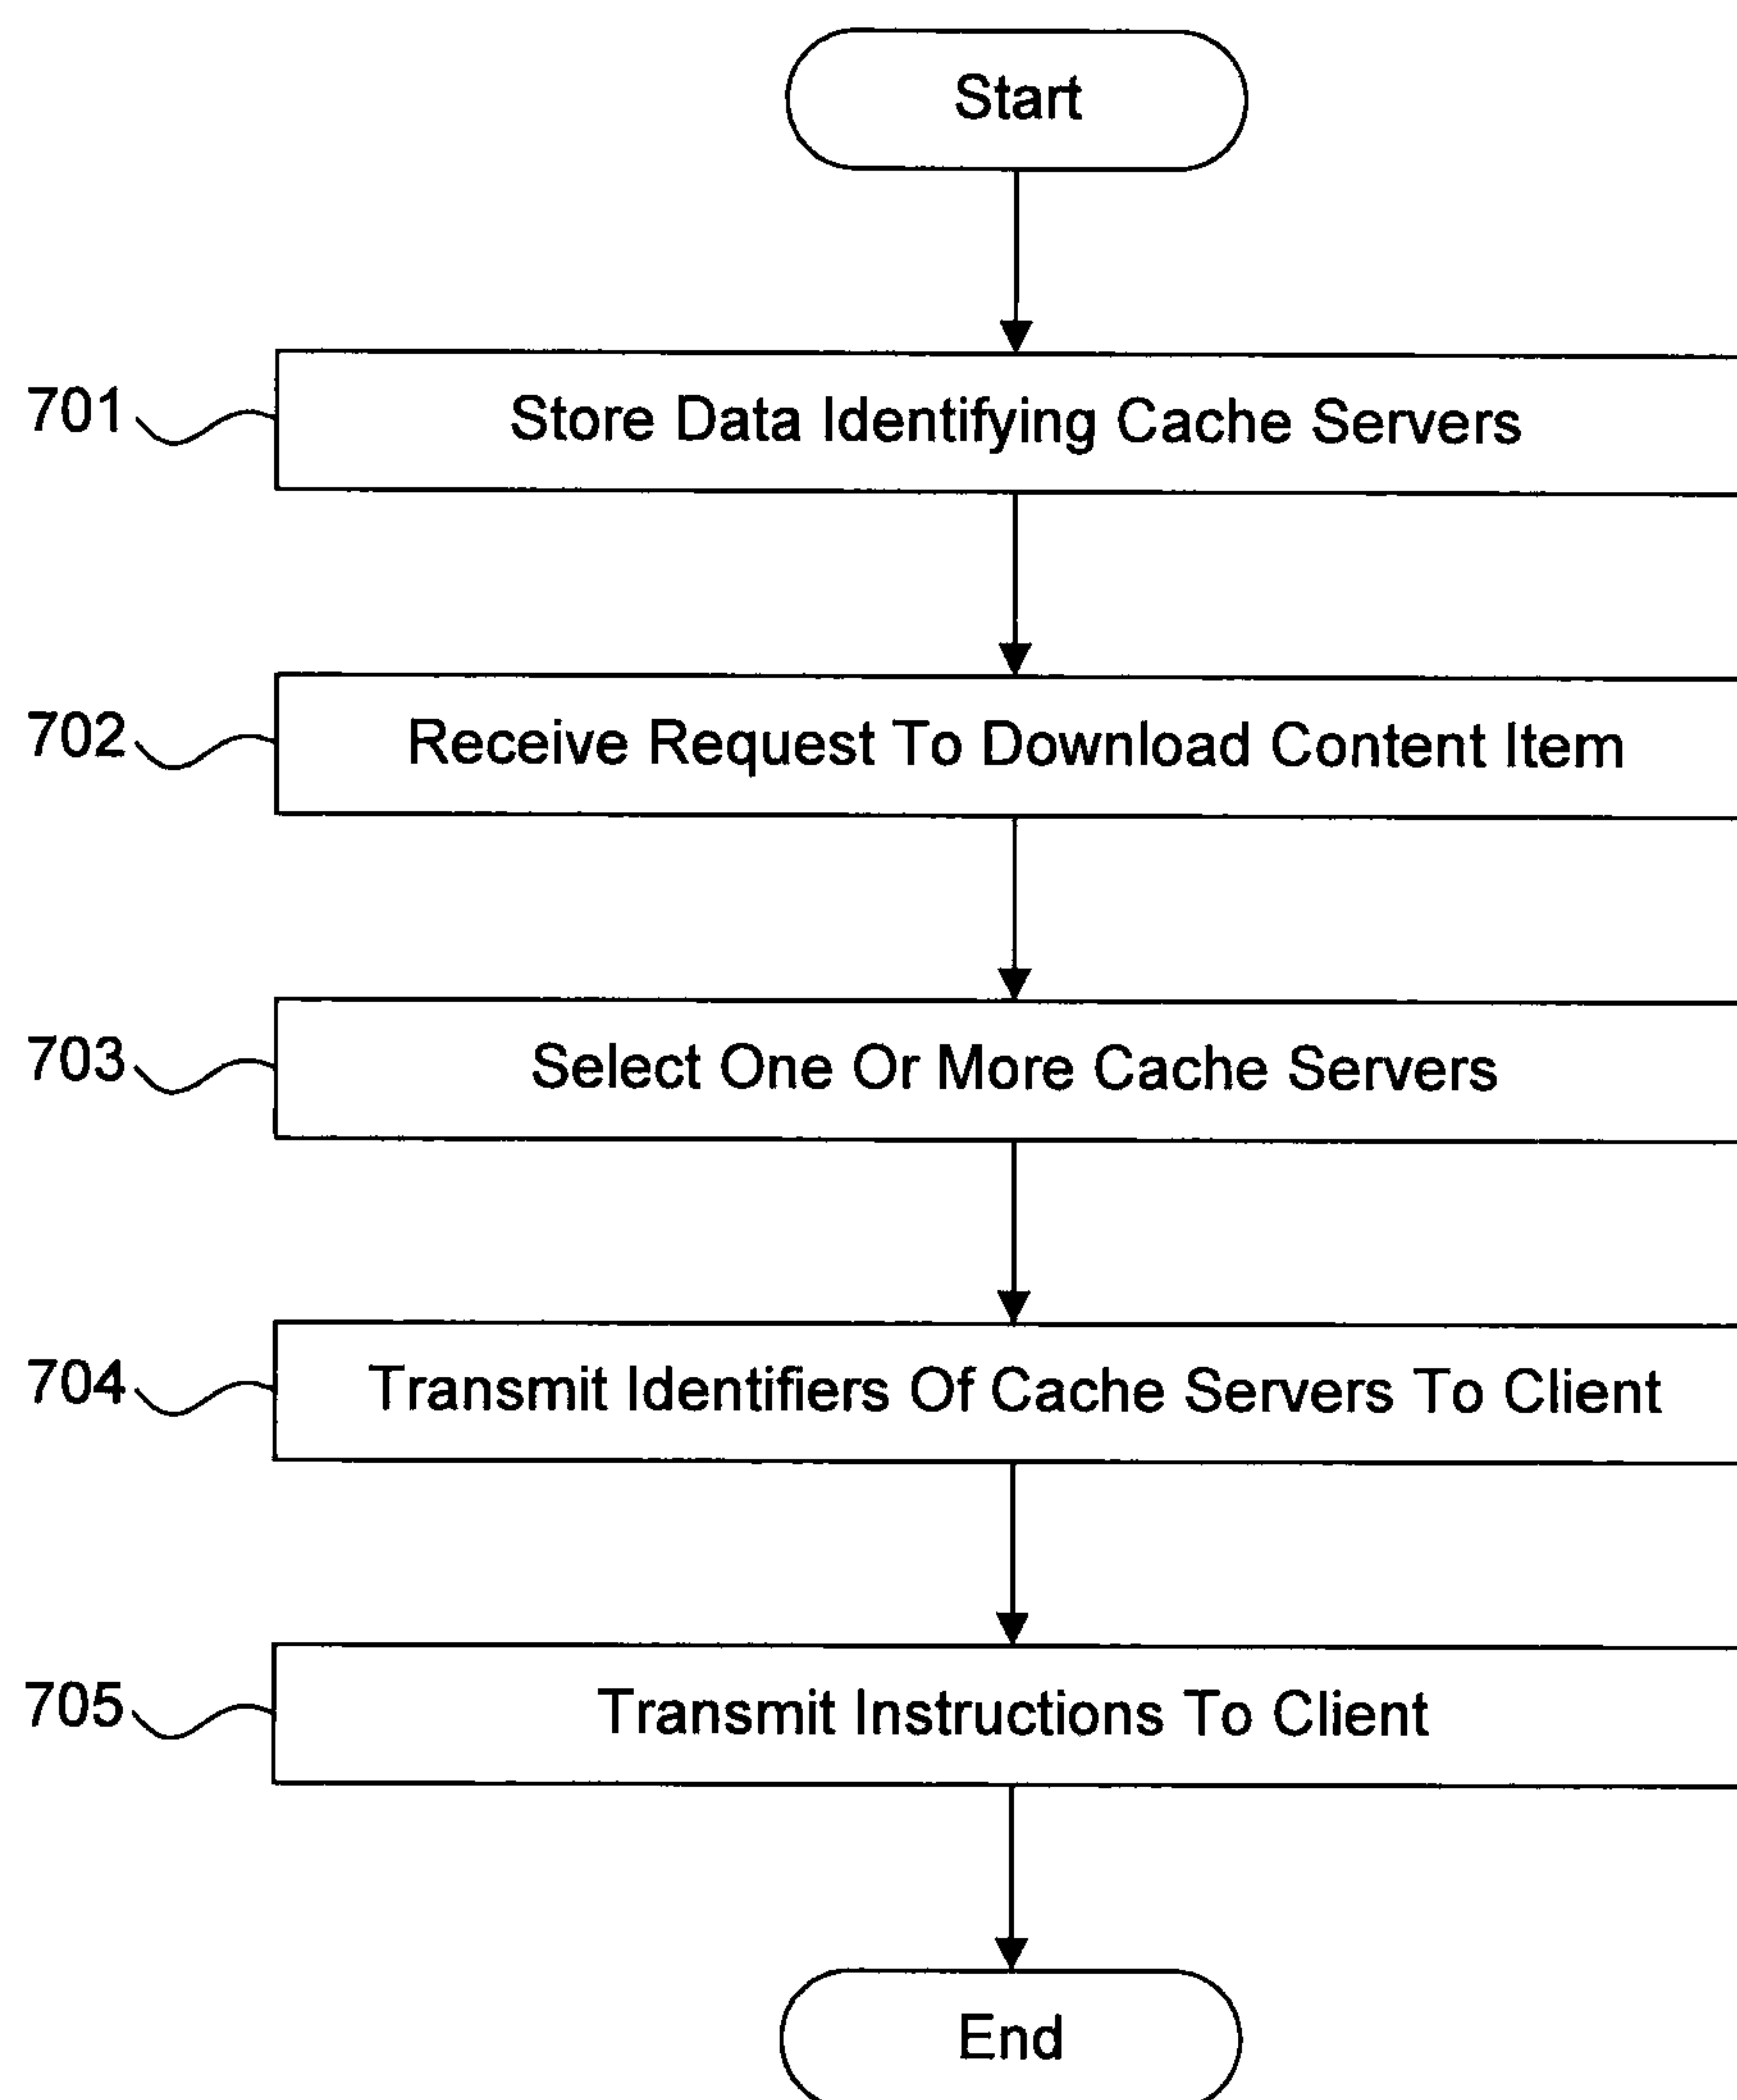 Start
701
Store Data Identifying Cache Servers
702
Receive Request To Download Content Item
703
Select One Or More Cache Servers
704
Transmit Identifiers Of Cache Servers To Client
705
Transmit Instructions To Client
End